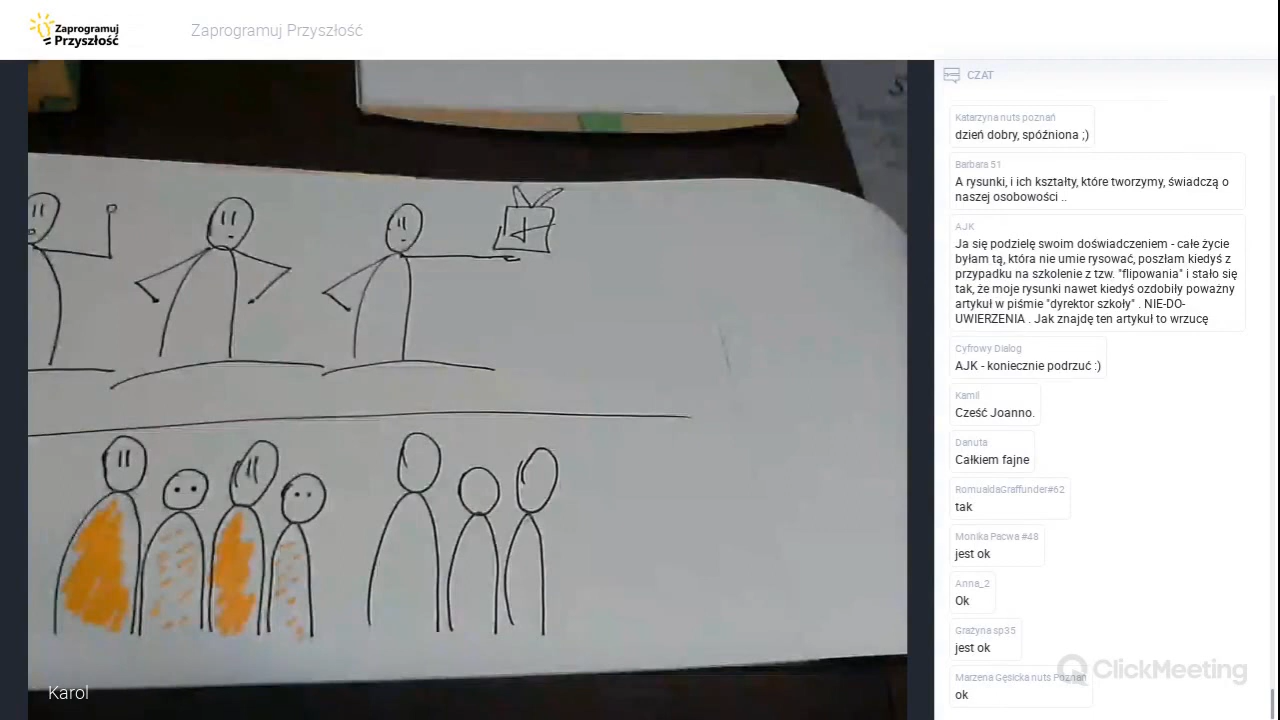 Zaprogramuj
Przyszłość
Zaprogramuj Przyszłość
CZAT
Katarzyna nuts poznań
dzień dobry, spóźniona ;)
Barbara 51
A rysunki, i ich kształty, które tworzymy, świadczą o
naszej osobowości ..
AJK
Ja się podzielę swoim doświadczeniem - całe życie
byłam tą, która nie umie rysować, poszłam kiedyś z
przypadku na szkolenie z tzw. "flipowania" i stało się
tak, że moje rysunki nawet kiedyś ozdobiły poważny
artykuł w piśmie "dyrektor szkoły" . NIE-DO-
UWIERZENIA . Jak znajdę ten artykuł to wrzucę
Cyfrowy Dialog
AJK - koniecznie podrzuć :)
Kamil
Cześć Joanno.
Danuta
Całkiem fajne
RomualdaGraffunder#62
tak
Monika Pacwa #48
jest ok
Anna_2
Ok
Grażyna sp35
jest ok
Marzena Gęsicka nuts Poznań
ok
ClickMeeting
Karol